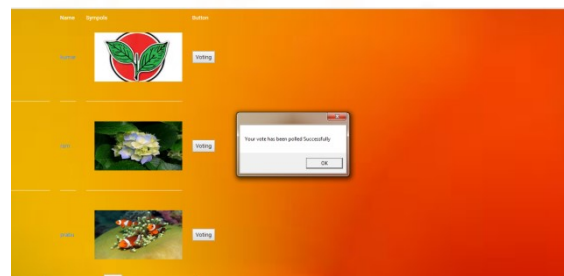 Name Sympols Button
Voting
Your vote has been polled Successfully
OK
Voting
Voting